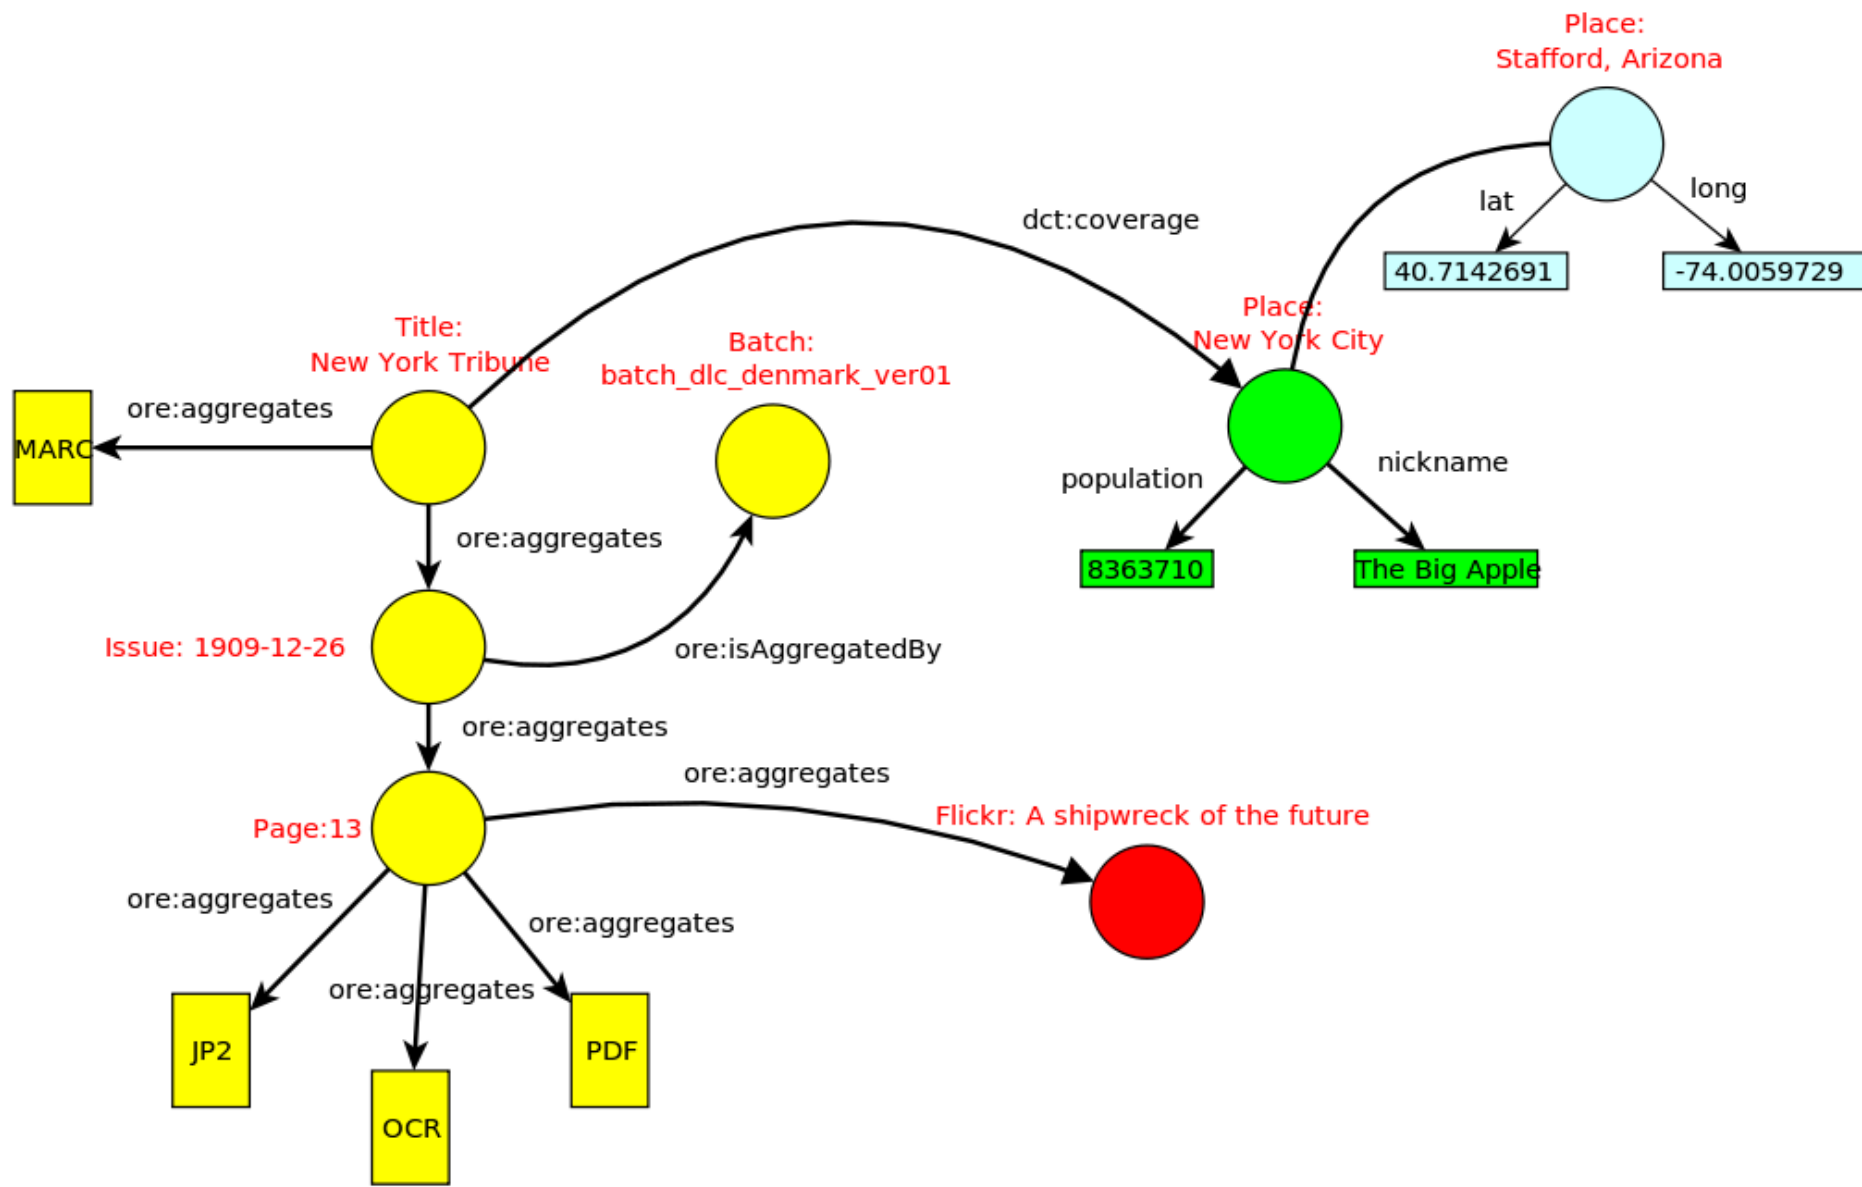 Place:
Stafford, Arizona
lat
long
40.7142691
-74.0059729
dct:coverage
Place:
New York City
Title:
New York Tribune
Batch:
batch_dlc_denmark_ver01
ore:aggregates
MARC
population
nickname
8363710
The Big Apple
ore:aggregates
Issue: 1909-12-26
ore:isAggregatedBy
ore:aggregates
ore:aggregates
Flickr: A shipwreck of the future
Page:13
ore:aggregates
ore:aggregates
ore:aggregates
JP2
PDF
OCR